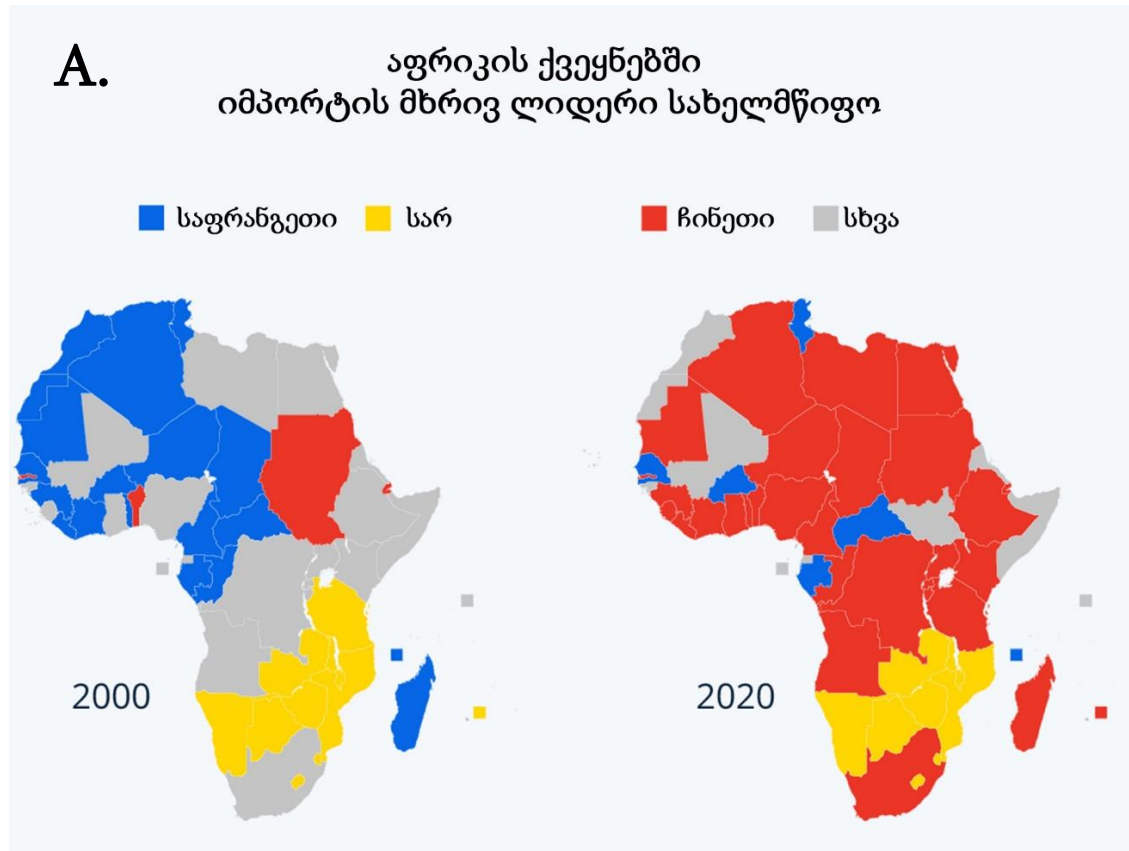 A.
აფრიკის ქვეყნებში
იმპორტის მხრივ ლიდერი სახელმწიფო
საფრანგეთი სარ ჩინეთი სხვა
2000 2020